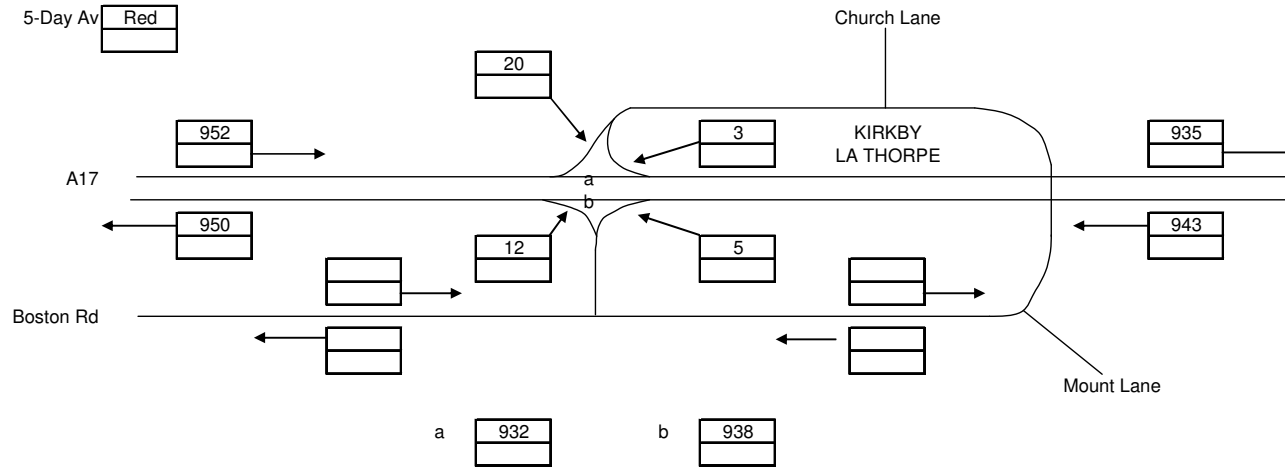 5-Day Av Red
Church Lane
20
952
3
KIRKBY
LA THORPE
935
A17
a
b
950
12
5
943
Boston Rd
Mount Lane
a 932 b 938